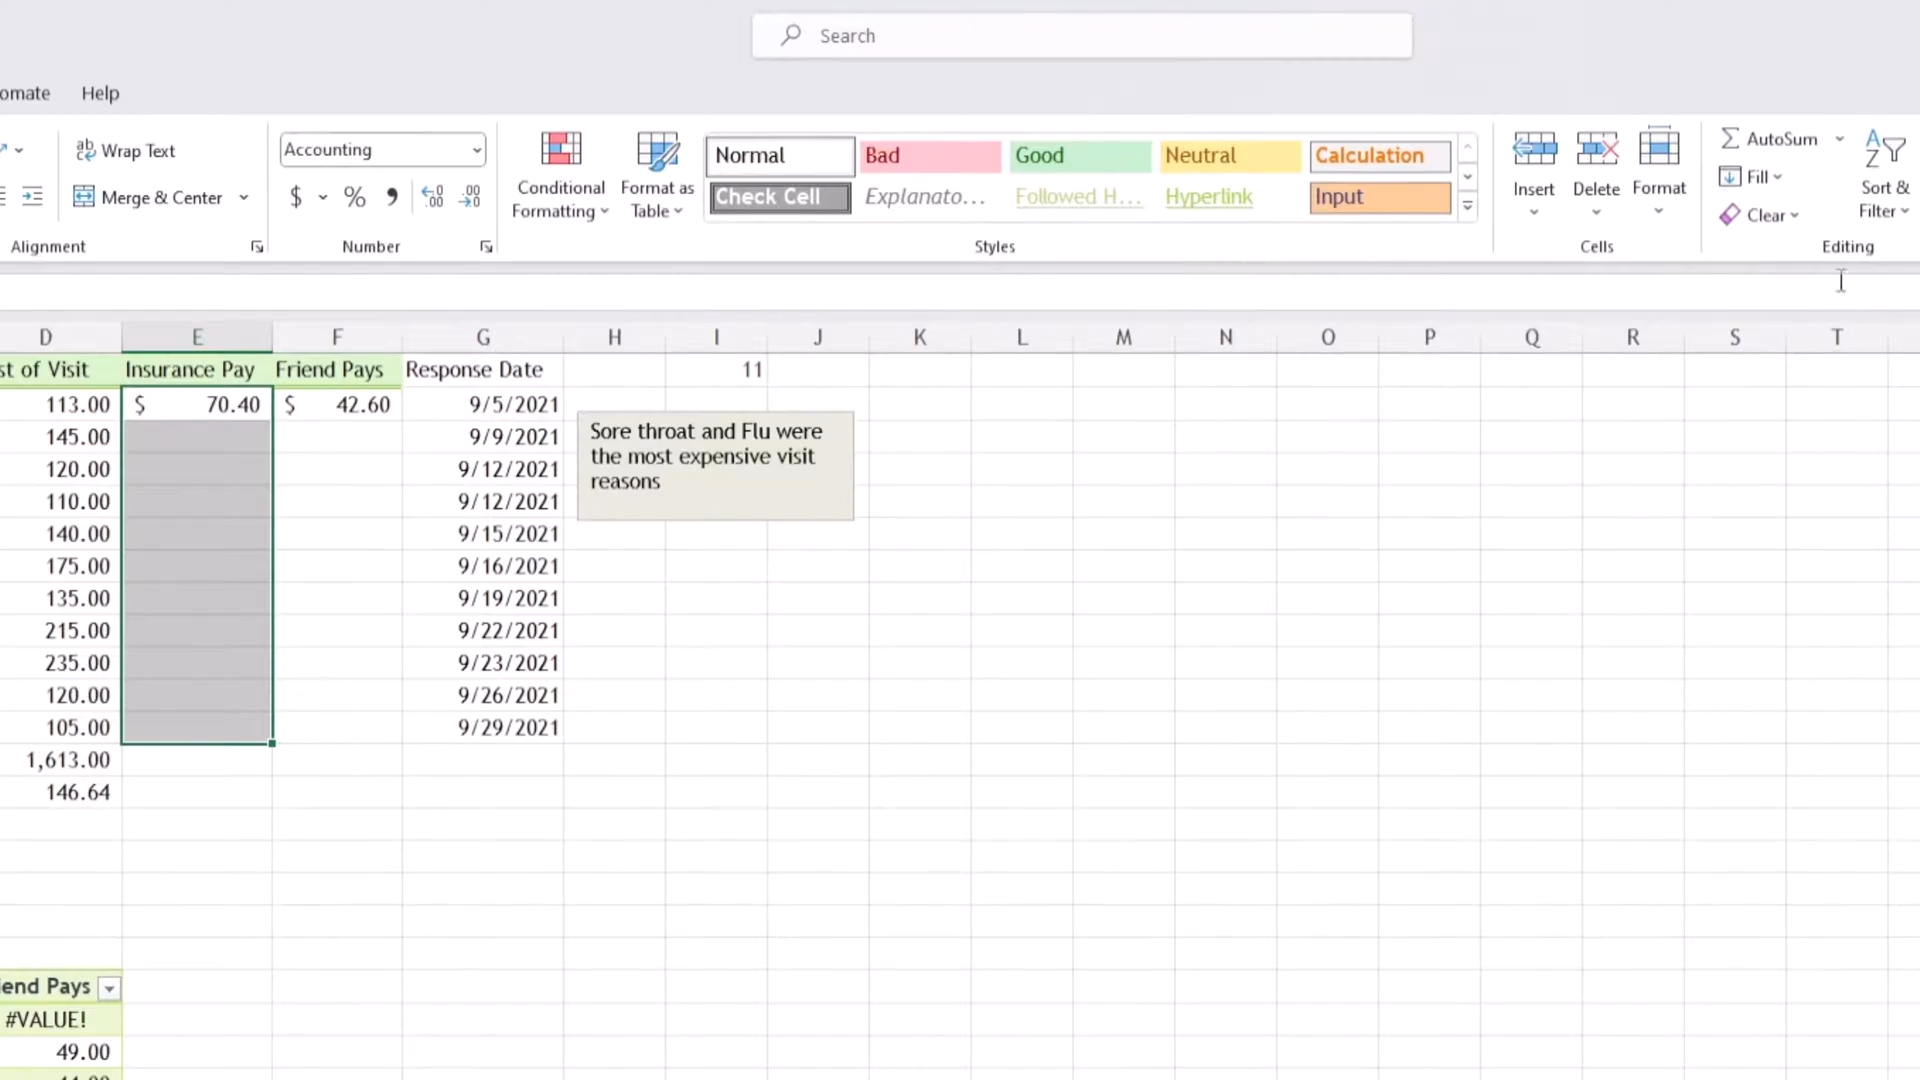 Search
omate Help
Wrap Text
Merge & Center
Alignment
Accounting
$ % 9 .00
Number
Conditional
Formatting
Format as
Table
Normal Bad Good Neutral Calculation
Check Cell Explanato... Followed H... Hyperlink Input
Styles
Insert Delete Format
Cells
AutoSum
Fill
Clear
Sort &
Filter
Editing
D E F G H I J K L M N O P Q R S T
st of Visit Insurance Pay Friend Pays Response Date 11
113.00 $ 70.40 $ 42.60 9/5/2021
145.00 9/9/2021
120.00 9/12/2021
110.00 9/12/2021
140.00 9/15/2021
175.00 9/16/2021
135.00 9/19/2021
215.00 9/22/2021
235.00 9/23/2021
120.00 9/26/2021
105.00 9/29/2021
1,613.00
146.64
Sore throat and Flu were
the most expensive visit
reasons
iend Pays
#VALUE!
49.00